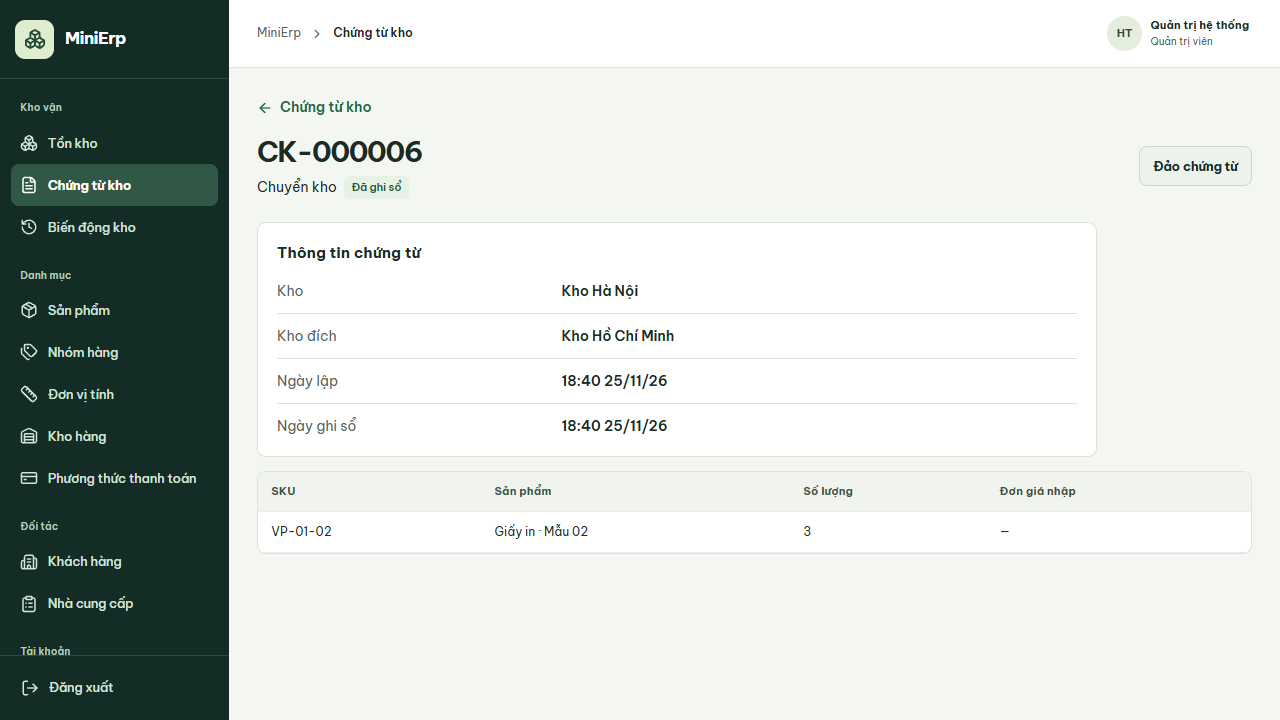 MiniErp
Kho vận
Tồn kho
Chứng từ kho
Biến động kho
Danh mục
Sản phẩm
Nhóm hàng
Đơn vị tính
Kho hàng
Phương thức thanh toán
Đối tác
Khách hàng
Nhà cung cấp
Tài khoản
Đăng xuất
MiniErp > Chứng từ kho
HT
Quản trị hệ thống
Quản trị viên
← Chứng từ kho
CK-000006
Chuyển kho Đã ghi sổ
Đảo chứng từ
Thông tin chứng từ
Kho Kho Hà Nội
Kho đích Kho Hồ Chí Minh
Ngày lập 18:40 25/11/26
Ngày ghi sổ 18:40 25/11/26
SKU Sản phẩm Số lượng Đơn giá nhập
VP-01-02 Giấy in · Mẫu 02 3 —